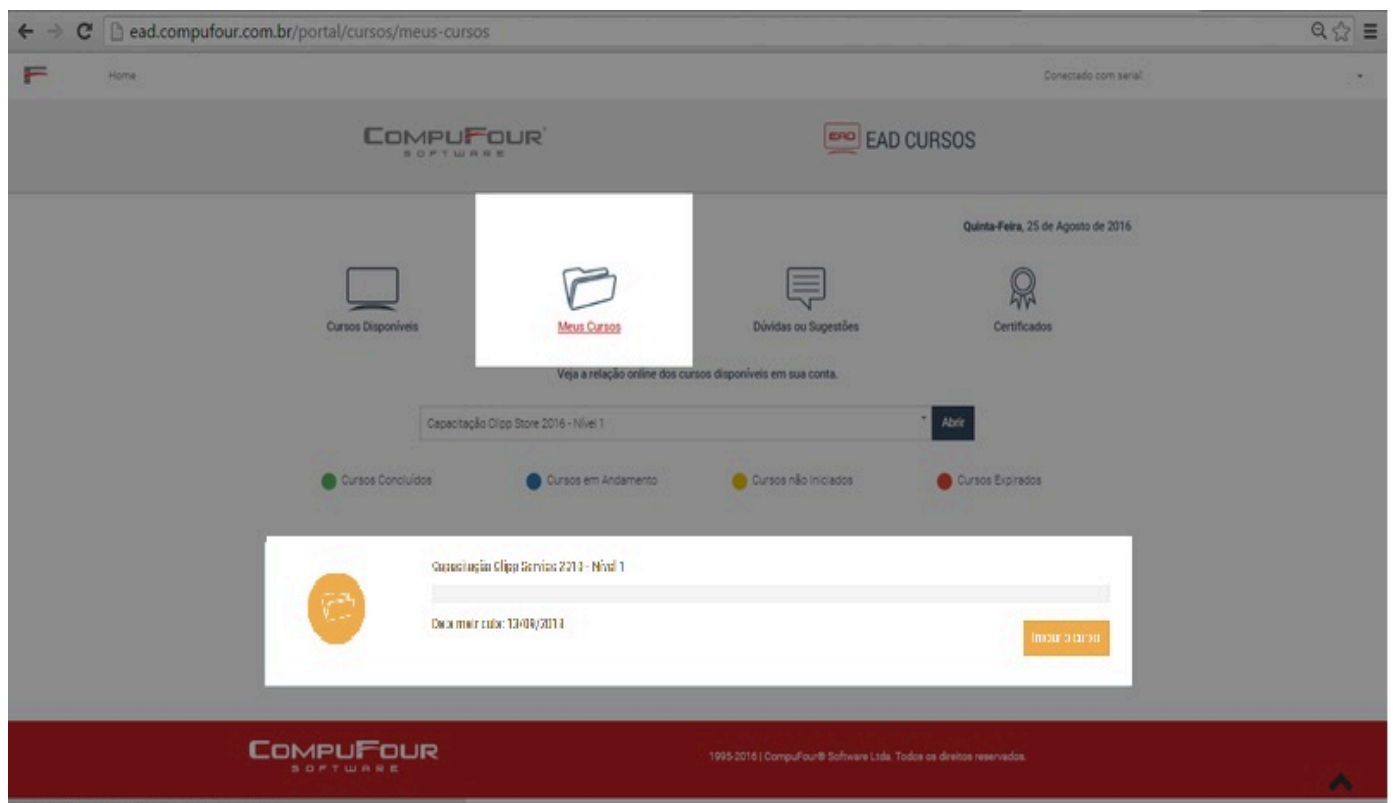 ead.compufour.com.br/portal/cursos/meus-cursos
Home
Conectado com serial:
COMPUFOUR
SOFTWARE
EAD
EAD CURSOS
Quinta-Feira, 25 de Agosto de 2016
Cursos Disponíveis
Meus Cursos
Dúvidas ou Sugestões
Certificados
Veja a relação online dos cursos disponíveis em sua conta.
Capacitação Clipp Store 2016 - Nível 1
Abrir
Cursos Concluídos
Cursos em Andamento
Cursos não Iniciados
Cursos Expirados
Capacitação Clipp - Nível 1
COMPUFOUR
SOFTWARE
1995-2016 | CompuFour® Software Ltda. Todos os direitos reservados.